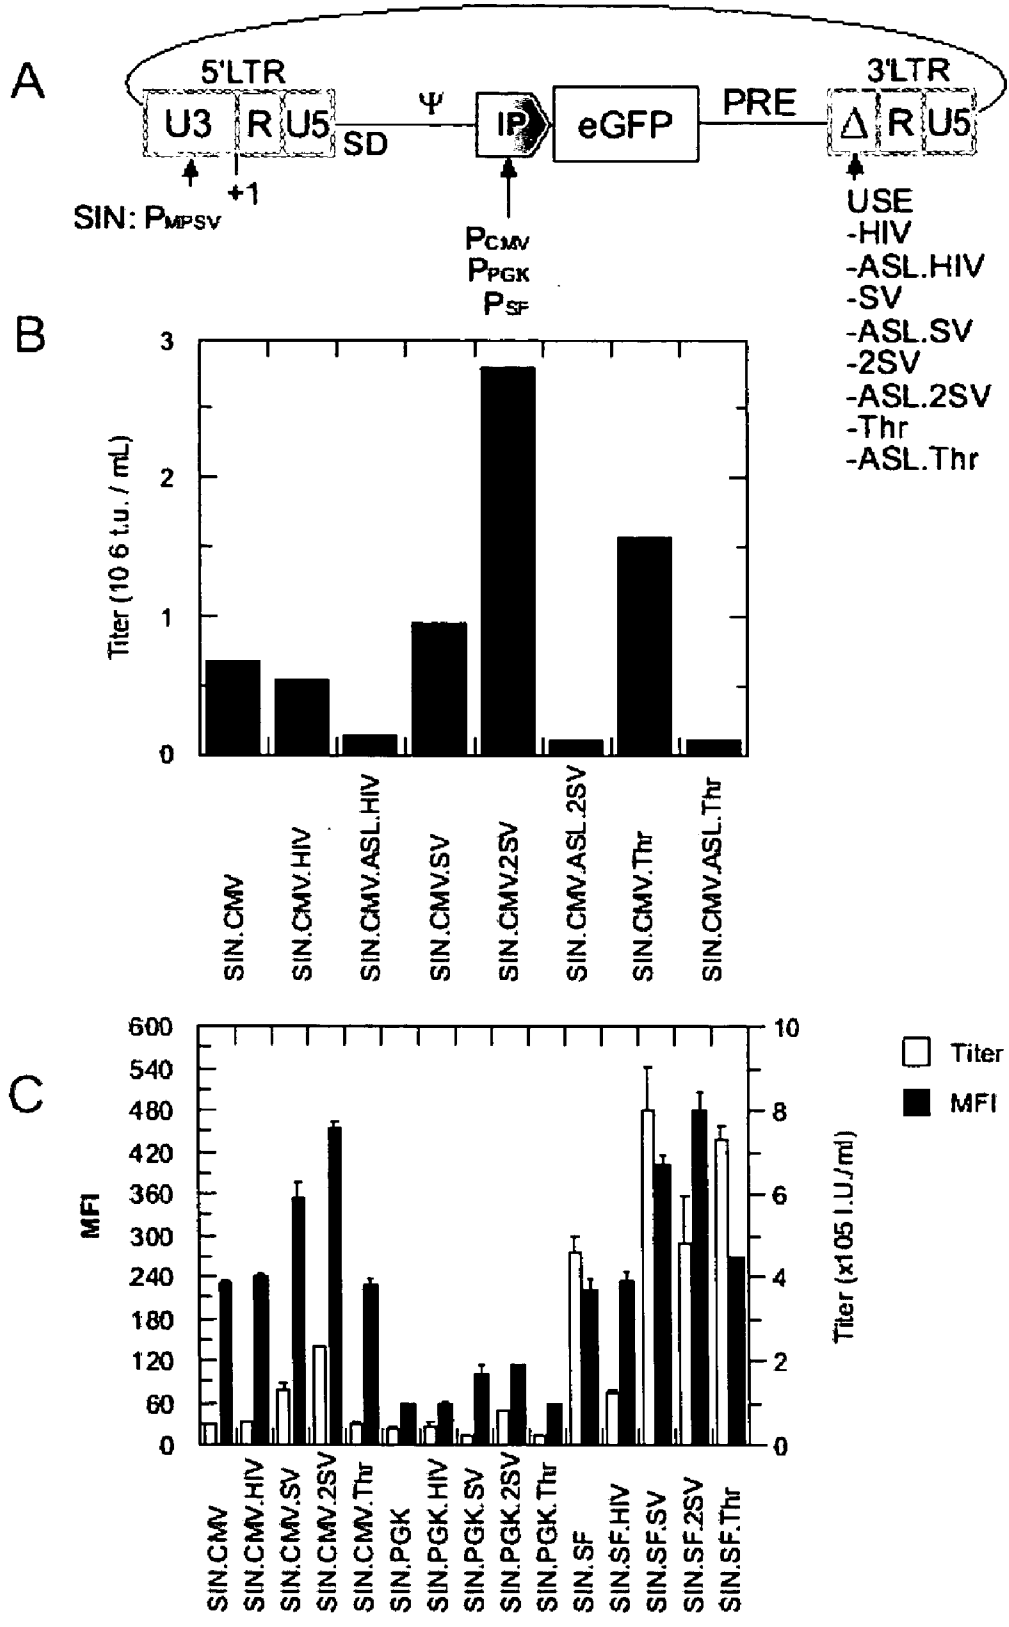 A
5'LTR
3'LTR
U3 R U5
SD
Ψ
IP
eGFP
PRE
Δ R U5
+1
SIN: PMPSV
PCMV
PPGK
PSF
USE
-HIV
-ASL.HIV
-SV
-ASL.SV
-2SV
-ASL.2SV
-Thr
-ASL.Thr
B
Titer (10 6 t.u. / mL)
3
2
1
0
SIN.CMV
SIN.CMV.HIV
SIN.CMV.ASL.HIV
SIN.CMV.SV
SIN.CMV.2SV
SIN.CMV.ASL.2SV
SIN.CMV.Thr
SIN.CMV.ASL.Thr
C
MFI
600
540
480
420
360
300
240
180
120
60
0
10
8
6
4
2
0
Titer (x105 I.U./ml)
Titer
MFI
SIN.CMV
SIN.CMV.HIV
SIN.CMV.SV
SIN.CMV.2SV
SIN.CMV.Thr
SIN.PGK
SIN.PGK.HIV
SIN.PGK.SV
SIN.PGK.2SV
SIN.PGK.Thr
SIN.SF
SIN.SF.HIV
SIN.SF.SV
SIN.SF.2SV
SIN.SF.Thr